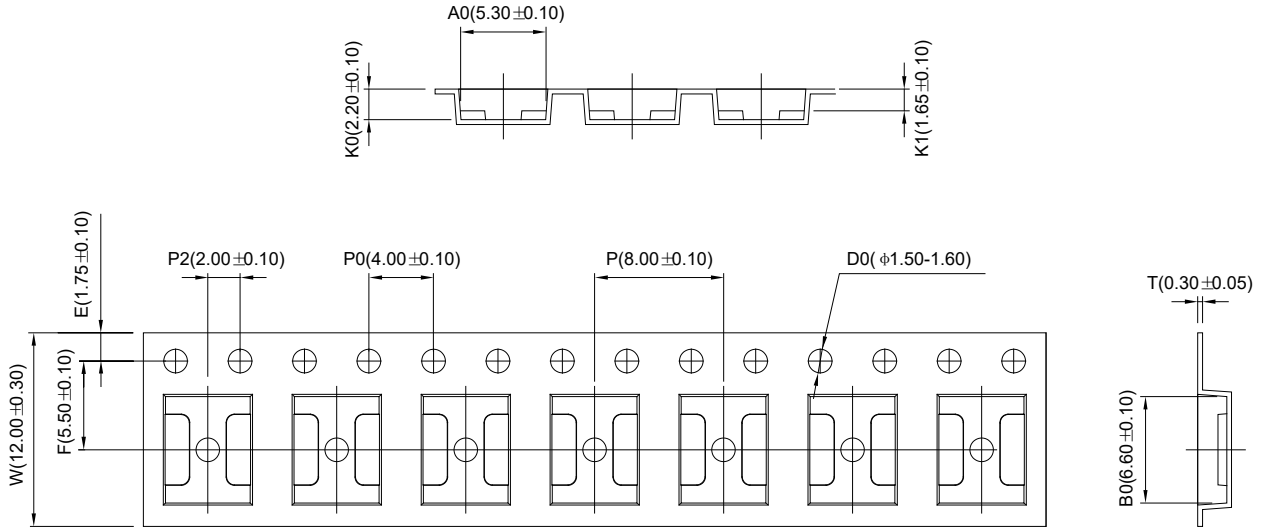 A0(5.30±0.10)
K0(2.20±0.10)
K1(1.65±0.10)
E(1.75±0.10)
P2(2.00±0.10)
P0(4.00±0.10)
P(8.00±0.10)
D0( ϕ1.50-1.60)
T(0.30±0.05)
W(12.00±0.30)
F(5.50±0.10)
B0(6.60±0.10)